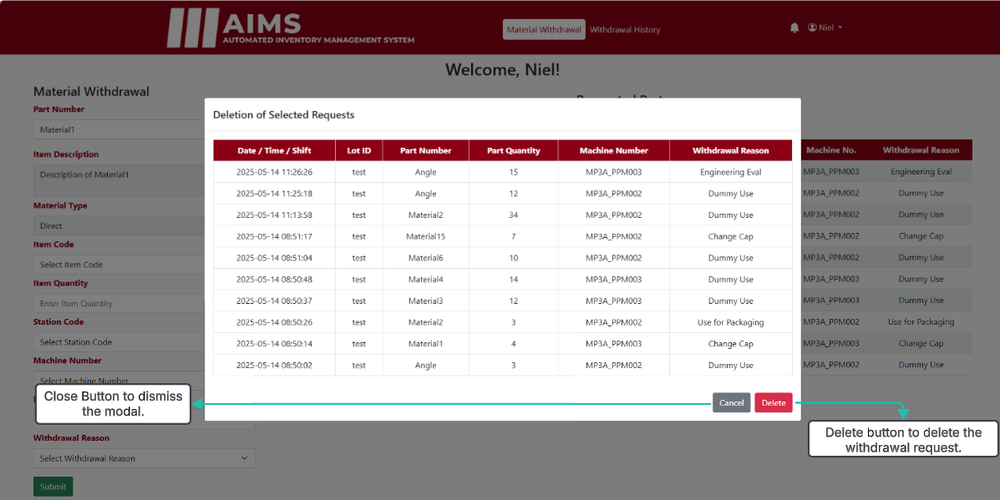 AIMS
AUTOMATED INVENTORY MANAGEMENT SYSTEM
Material Withdrawal
Withdrawal History
Niel
Welcome, Niel!
Material Withdrawal
Part Number
Material1
Item Description
Description of Material1
Material Type
Direct
Item Code
Select Item Code
Item Quantity
Enter Item Quantity
Station Code
Select Station Code
Machine Number
Select Machine Number
Withdrawal Reason
Select Withdrawal Reason
Submit
Deletion of Selected Requests
Date / Time / Shift Lot ID Part Number Part Quantity Machine Number Withdrawal Reason
2025-05-14 11:26:26 test Angle 15 MP3A_PPM003 Engineering Eval
2025-05-14 11:25:18 test Angle 12 MP3A_PPM002 Dummy Use
2025-05-14 11:13:58 test Material2 34 MP3A_PPM002 Dummy Use
2025-05-14 08:51:17 test Material15 7 MP3A_PPM002 Change Cap
2025-05-14 08:51:04 test Material6 10 MP3A_PPM002 Dummy Use
2025-05-14 08:50:48 test Material4 14 MP3A_PPM003 Dummy Use
2025-05-14 08:50:37 test Material3 12 MP3A_PPM003 Dummy Use
2025-05-14 08:50:26 test Material2 3 MP3A_PPM002 Use for Packaging
2025-05-14 08:50:14 test Material1 4 MP3A_PPM003 Change Cap
2025-05-14 08:50:02 test Angle 3 MP3A_PPM002 Dummy Use
Cancel
Delete
Machine No. Withdrawal Reason
MP3A_PPM003 Engineering Eval
MP3A_PPM002 Dummy Use
MP3A_PPM002 Dummy Use
MP3A_PPM002 Change Cap
MP3A_PPM002 Dummy Use
MP3A_PPM003 Dummy Use
MP3A_PPM003 Dummy Use
MP3A_PPM002 Use for Packaging
MP3A_PPM003 Change Cap
MP3A_PPM002 Dummy Use
Close Button to dismiss
the modal.
Delete button to delete the
withdrawal request.